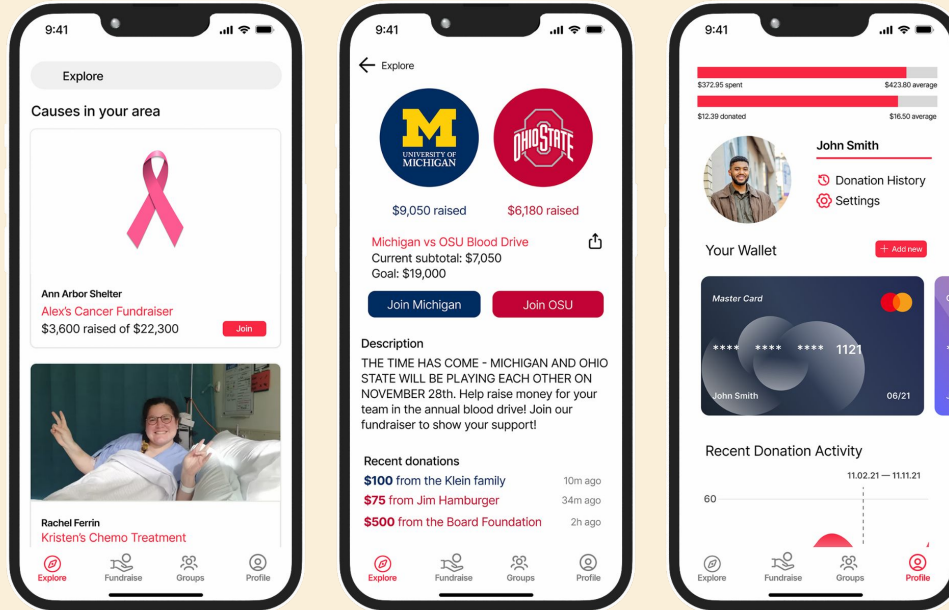 9:41
Explore
Causes in your area
Ann Arbor Shelter
Alex's Cancer Fundraiser
$3,600 raised of $22,300
Join
Rachel Ferrin
Kristen's Chemo Treatment
Explore
Fundraise
Groups
Profile
9:41
Explore
M
UNIVERSITY OF
MICHIGAN
OHIO STATE
$9,050 raised
$6,180 raised
Michigan vs OSU Blood Drive
Current subtotal: $7,050
Goal: $19,000
Join Michigan
Join OSU
Description
THE TIME HAS COME - MICHIGAN AND OHIO
STATE WILL BE PLAYING EACH OTHER ON
NOVEMBER 28th. Help raise money for your
team in the annual blood drive! Join our
fundraiser to show your support!
Recent donations
$100 from the Klein family 10m ago
$75 from Jim Hamburger 34m ago
$500 from the Board Foundation 2h ago
Explore
Fundraise
Groups
Profile
9:41
$372.95 spent
$423.80 average
$12.39 donated
$16.50 average
John Smith
Donation History
Settings
Your Wallet
+ Add new
Master Card
**** **** **** 1121
John Smith
06/21
Recent Donation Activity
11.02.21 — 11.11.21
60
Explore
Fundraise
Groups
Profile